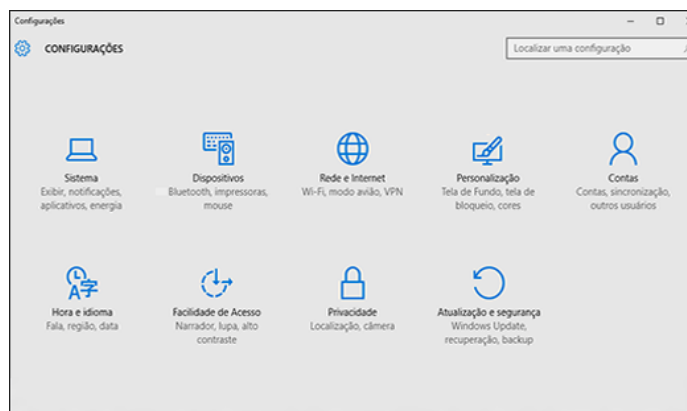 Configurações
CONFIGURAÇÕES
Localizar uma configuração
Sistema
Exibir, notificações,
aplicativos, energia
Dispositivos
Bluetooth, impressoras,
mouse
Rede e Internet
Wi-Fi, modo avião, VPN
Personalização
Tela de Fundo, tela de
bloqueio, cores
Contas
Contas, sincronização,
outros usuários
Hora e idioma
Fala, região, data
Facilidade de Acesso
Narrador, lupa, alto
contraste
Privacidade
Localização, câmera
Atualização e segurança
Windows Update,
recuperação, backup